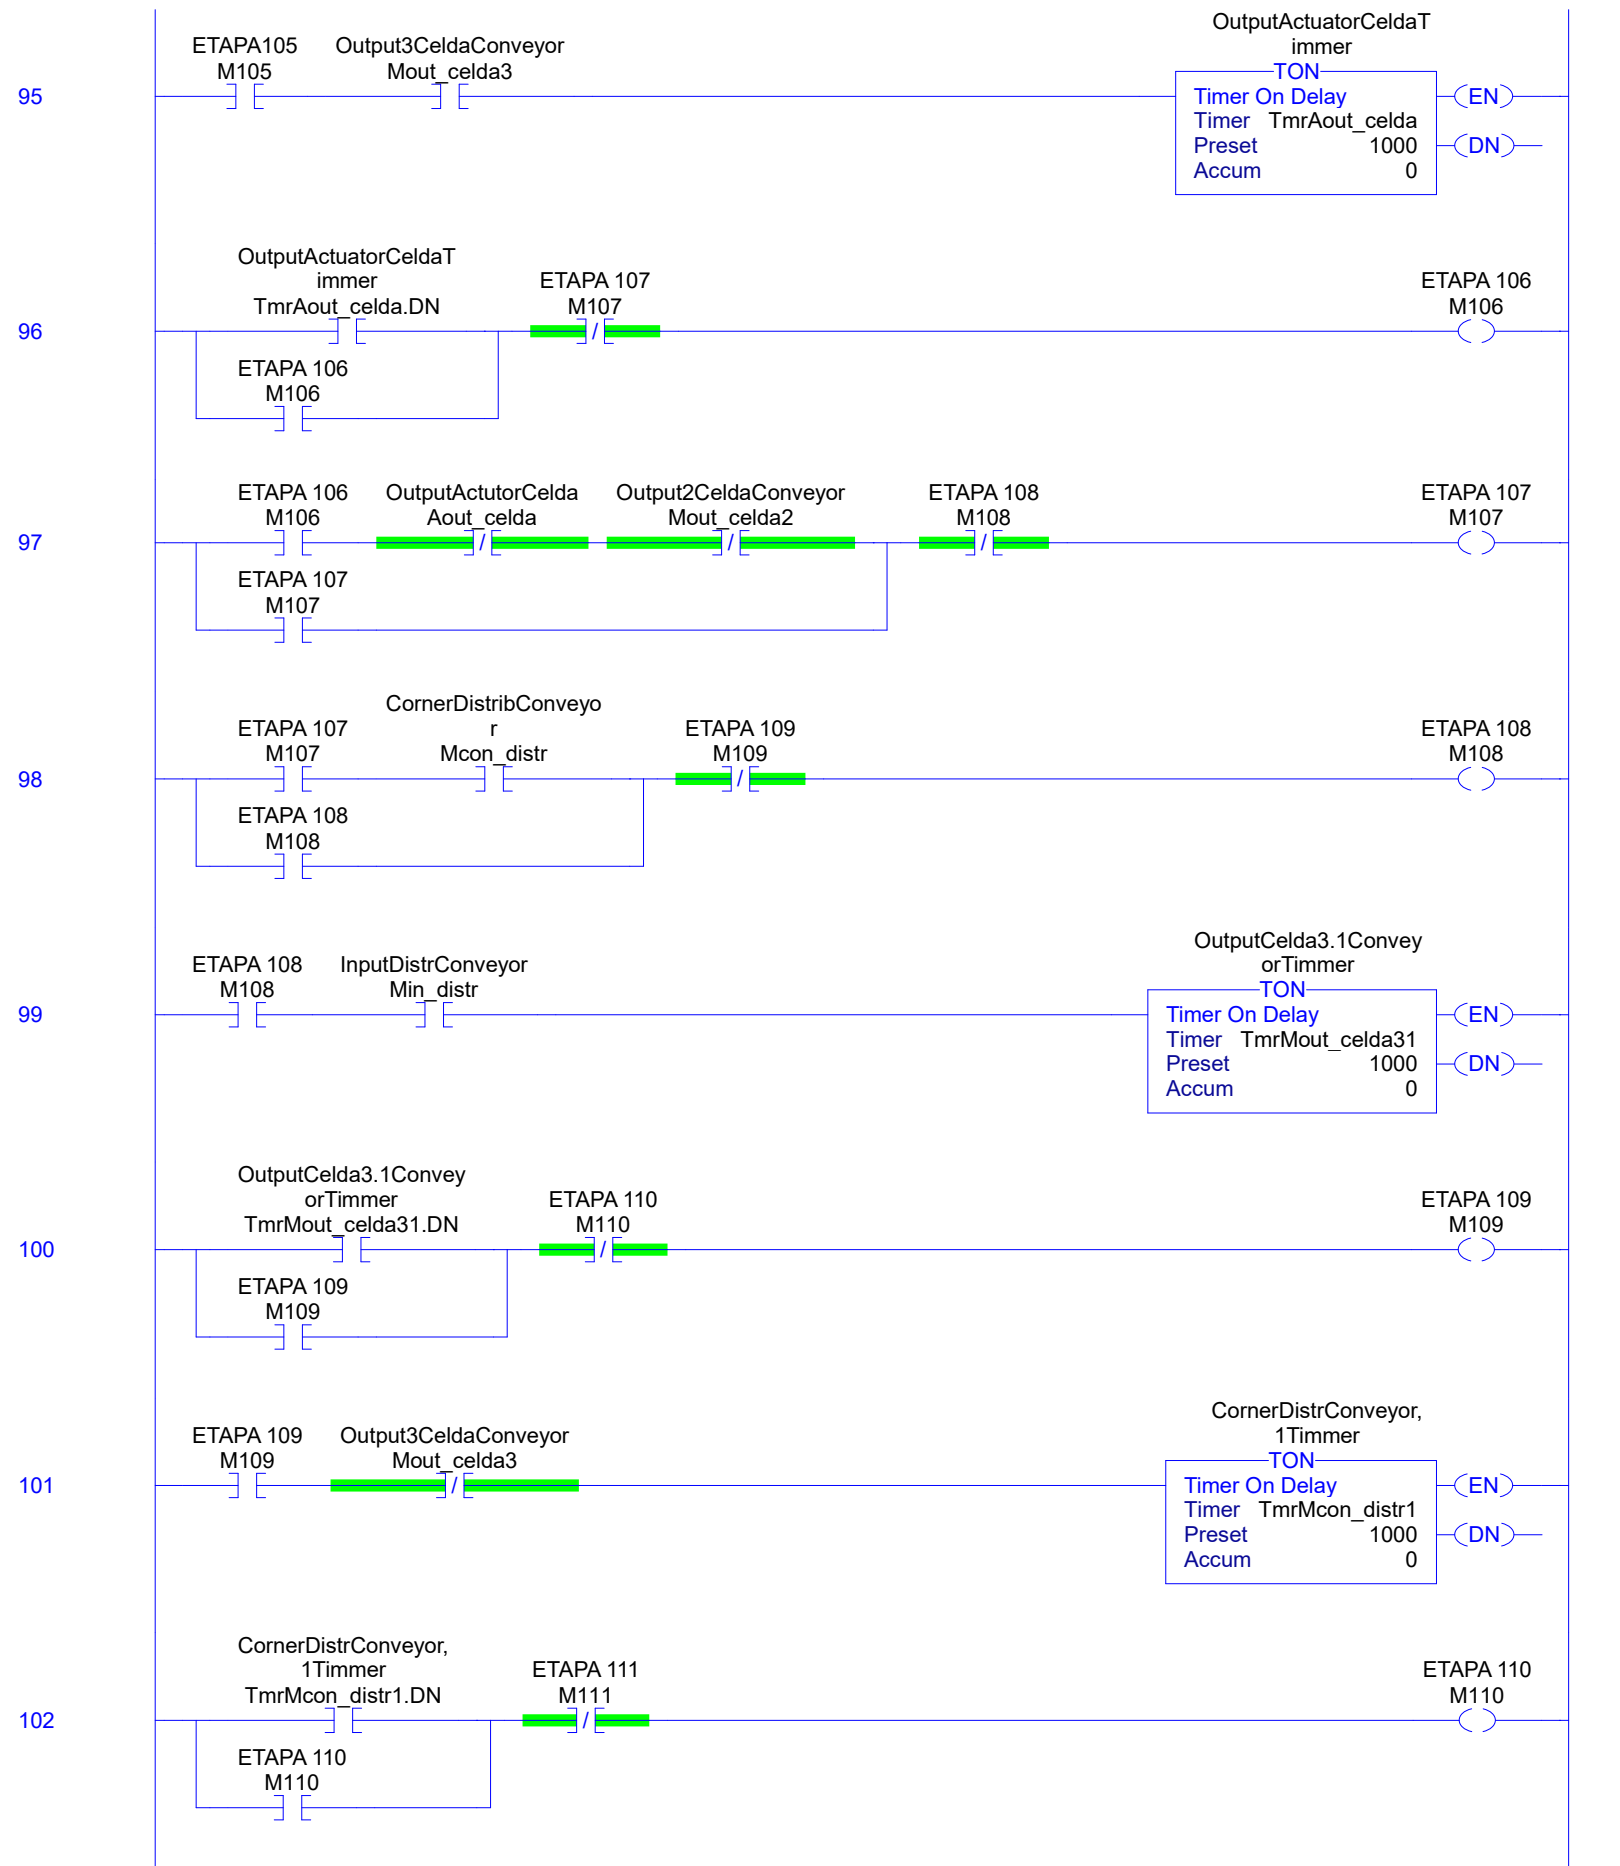 OutputActuatorCeldaT
immer
ETAPA105 Output3CeldaConveyor
M105 Mout_celda3
TON
95
Timer On Delay
EN
Timer TmrAout_celda
Preset 1000
DN
Accum 0
OutputActuatorCeldaT
immer
TmrAout_celda.DN
ETAPA 107
M107
ETAPA 106
M106
96
/
ETAPA 106
M106
ETAPA 106 OutputActutorCelda Output2CeldaConveyor ETAPA 108 ETAPA 107
M106 Aout_celda Mout_celda2 M108 M107
97
/ / /
ETAPA 107
M107
CornerDistribConveyo
r
Mcon_distr
ETAPA 107 ETAPA 109 ETAPA 108
M107 M109 M108
98
/
ETAPA 108
M108
OutputCelda3.1Convey
orTimmer
ETAPA 108 InputDistrConveyor
M108 Min_distr
TON
99
Timer On Delay
EN
Timer TmrMout_celda31
Preset 1000
DN
Accum 0
OutputCelda3.1Convey
orTimmer
TmrMout_celda31.DN
ETAPA 110
M110
ETAPA 109
M109
100
/
ETAPA 109
M109
CornerDistrConveyor,
1Timmer
ETAPA 109 Output3CeldaConveyor
M109 Mout_celda3
TON
101
/
Timer On Delay
EN
Timer TmrMcon_distr1
Preset 1000
DN
Accum 0
CornerDistrConveyor,
1Timmer
TmrMcon_distr1.DN
ETAPA 111
M111
ETAPA 110
M110
102
/
ETAPA 110
M110